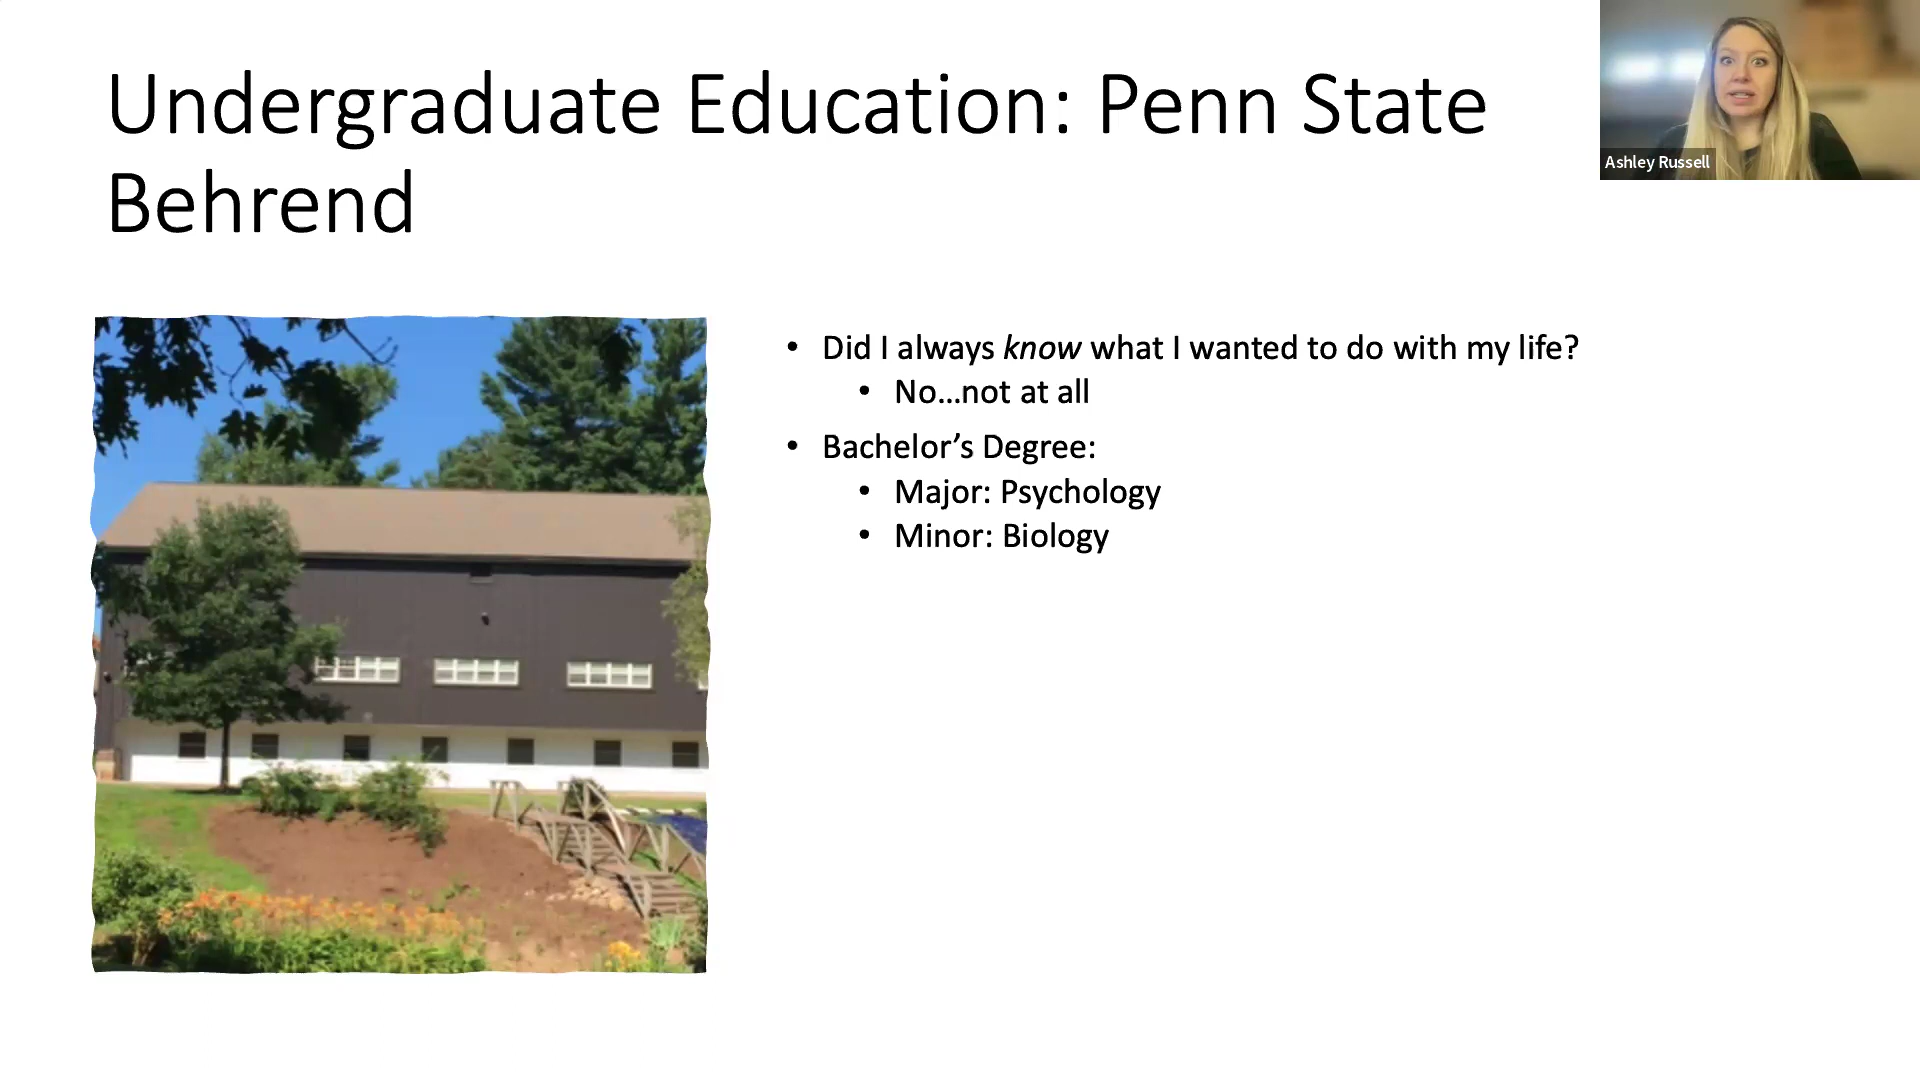 Undergraduate Education: Penn State
Behrend
Ashley Russell
• Did I always know what I wanted to do with my life?
• No...not at all
• Bachelor’s Degree:
• Major: Psychology
• Minor: Biology